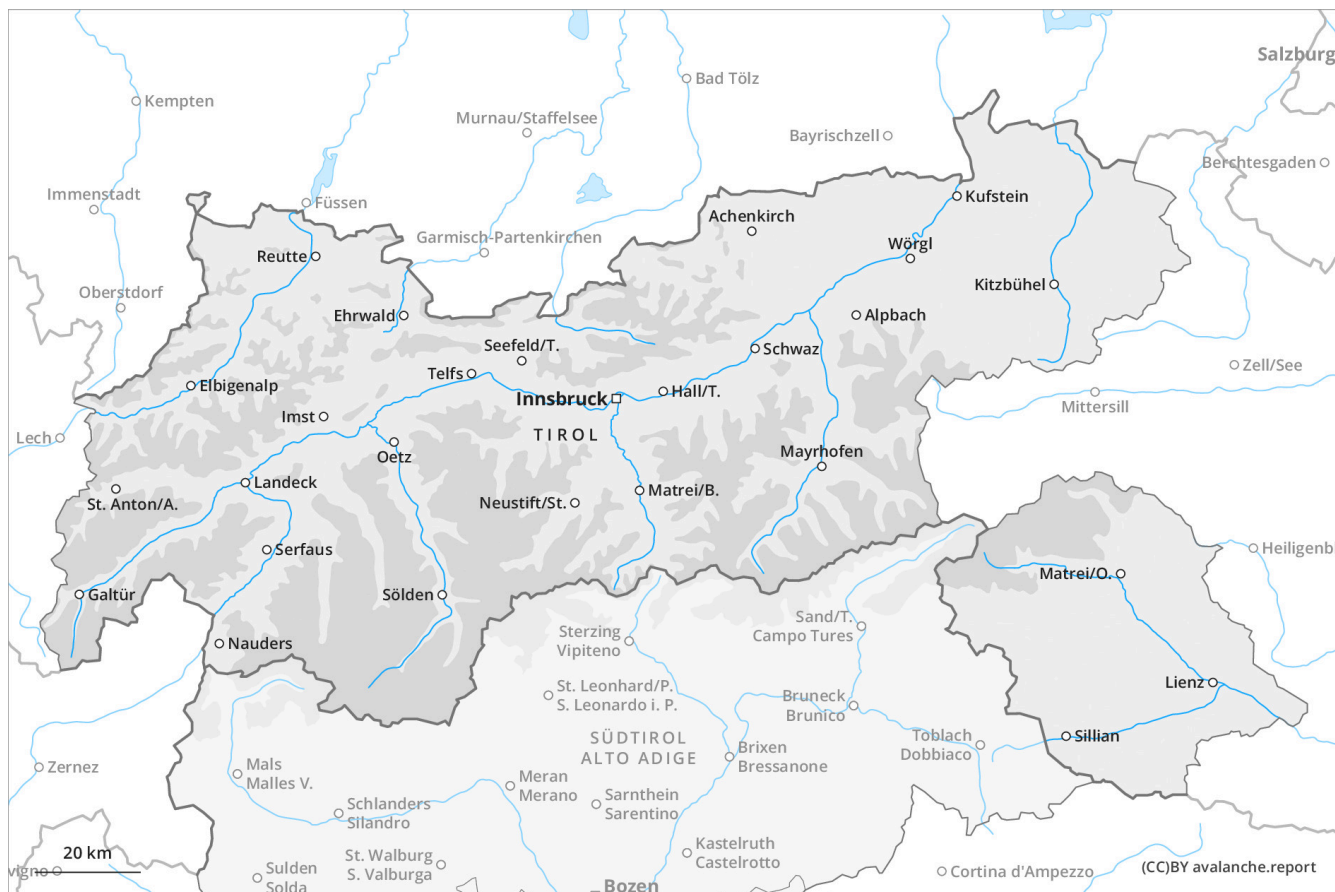 Salzburg
Kempten
Bad Tölz
Murnau/Staffelsee
Bayrischzell
Berchtesgaden
Immenstadt
Füssen
Kufstein
Achenkirch
Garmisch-Partenkirchen
Wörgl
Reutte
Kitzbühel
Oberstdorf
Ehrwald
Alpbach
Seefeld/T.
Schwaz
Zell/See
Telfs
Elbigenalp
Innsbruck
Hall/T.
Mittersill
Imst
Lech
TIROL
Oetz
Mayrhofen
Landeck
St. Anton/A.
Neustift/St.
Matrei/B.
Serfaus
Heiligenb
Matrei/O.
Galtür
Sölden
Sand/T.
Campo Tures
Sterzing
Vipiteno
Nauders
Lienz
St. Leonhard/P.
S. Leonardo i. P.
Bruneck
Brunico
SÜDTIROL
ALTO ADIGE
Sillian
Toblach
Dobbiaco
Brixen
Bressanone
Zernez
Mals
Malles V.
Meran
Merano
Schlanders
Silandro
Sarnthein
Sarentino
Kastelruth
Castelrotto
20 km
St. Walburg
S. Valburga
vigno
Sulden
Solda
Cortina d'Ampezzo
(CC)BY avalanche.report
Bozen